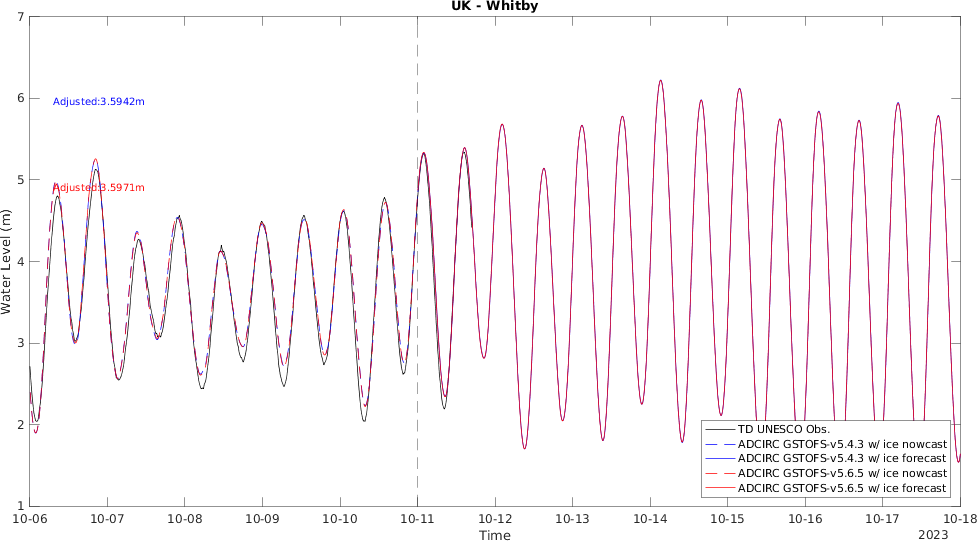 UK - Whitby
7
6
5
4
3
2
1
Water Level (m)
Adjusted:3.5942m
Adjusted:3.5971m
TD UNESCO Obs.
ADCIRC GSTOFS-v5.4.3 w/ ice nowcast
ADCIRC GSTOFS-v5.4.3 w/ ice forecast
ADCIRC GSTOFS-v5.6.5 w/ ice nowcast
ADCIRC GSTOFS-v5.6.5 w/ ice forecast
10-06 10-07 10-08 10-09 10-10 10-11 10-12 10-13 10-14 10-15 10-16 10-17 10-18
Time
2023